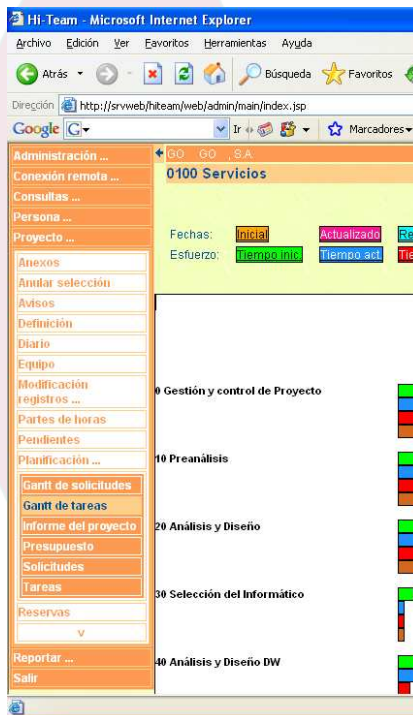 Hi-Team - Microsoft Internet Explorer
Archivo Edición Ver Favoritos Herramientas Ayuda
Atrás Búsqueda Favoritos
Dirección http://srvweb/hiteam/web/admin/main/index.jsp
Google G Ir Marcadores
Administración ...
Conexión remota ...
Consultas ...
Persona ...
Proyecto ...
Anexos
Anular selección
Avisos
Definición
Diario
Equipo
Modificación
registros ...
Partes de horas
Pendientes
Planificación ...
Gantt de solicitudes
Gantt de tareas
Informe del proyecto
Presupuesto
Solicitudes
Tareas
Reservas
v
Reportar ...
Salir
GO GO , S.A.
0100 Servicios
Fechas: Inicial Actualizado Re
Esfuerzo: Tiempo inic. Tiempo act. Tie
0 Gestión y control de Proyecto
10 Preanálisis
20 Análisis y Diseño
30 Selección del Informático
40 Análisis y Diseño DW